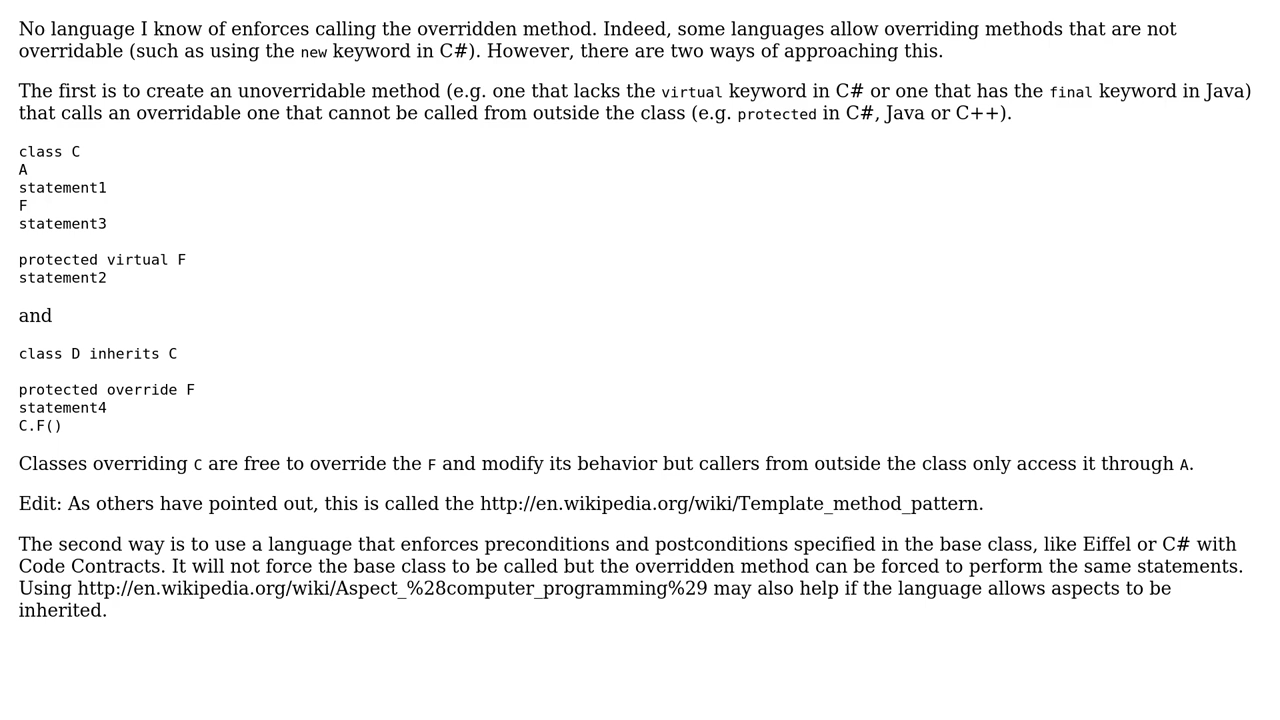 No language I know of enforces calling the overridden method. Indeed, some languages allow overriding methods that are not
overridable (such as using the new keyword in C#). However, there are two ways of approaching this.
The first is to create an unoverridable method (e.g. one that lacks the virtual keyword in C# or one that has the final keyword in Java)
that calls an overridable one that cannot be called from outside the class (e.g. protected in C#, Java or C++).
class C
A
statement1
F
statement3
protected virtual F
statement2
and
class D inherits C
protected override F
statement4
C.F()
Classes overriding C are free to override the F and modify its behavior but callers from outside the class only access it through A.
Edit: As others have pointed out, this is called the http://en.wikipedia.org/wiki/Template_method_pattern.
The second way is to use a language that enforces preconditions and postconditions specified in the base class, like Eiffel or C# with
Code Contracts. It will not force the base class to be called but the overridden method can be forced to perform the same statements.
Using http://en.wikipedia.org/wiki/Aspect_%28computer_programming%29 may also help if the language allows aspects to be
inherited.